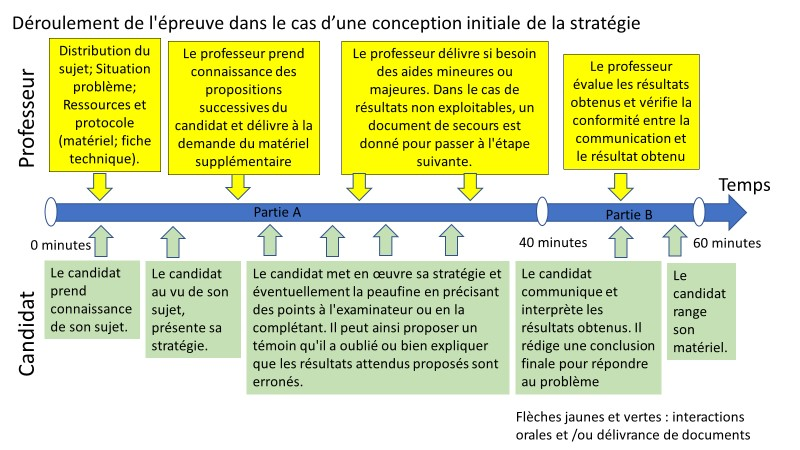 Déroulement de l'épreuve dans le cas d’une conception initiale de la stratégie
Professeur
Distribution du
sujet; Situation
problème;
Ressources et
protocole
(matériel; fiche
technique).
Le professeur prend
connaissance des
propositions
successives du
candidat et délivre à la
demande du matériel
supplémentaire
Le professeur délivre si besoin
des aides mineures ou
majeures. Dans le cas de
résultats non exploitables, un
document de secours est
donné pour passer à l'étape
suivante.
Le professeur
évalue les résultats
obtenus et vérifie la
conformité entre la
communication et
le résultat obtenu
Temps
Partie A
Partie B
0 minutes
40 minutes
60 minutes
Candidat
Le candidat
prend
connaissance
de son sujet.
Le candidat
au vu de son
sujet,
présente sa
stratégie.
Le candidat met en œuvre sa stratégie et
éventuellement la peaufine en précisant
des points à l'examinateur ou en la
complétant. Il peut ainsi proposer un
témoin qu'il a oublié ou bien expliquer
que les résultats attendus proposés sont
erronés.
Le candidat
communique et
interprète les
résultats obtenus. Il
rédige une conclusion
finale pour répondre
au problème
Le
candidat
range
son
matériel.
Flèches jaunes et vertes : interactions
orales et /ou délivrance de documents